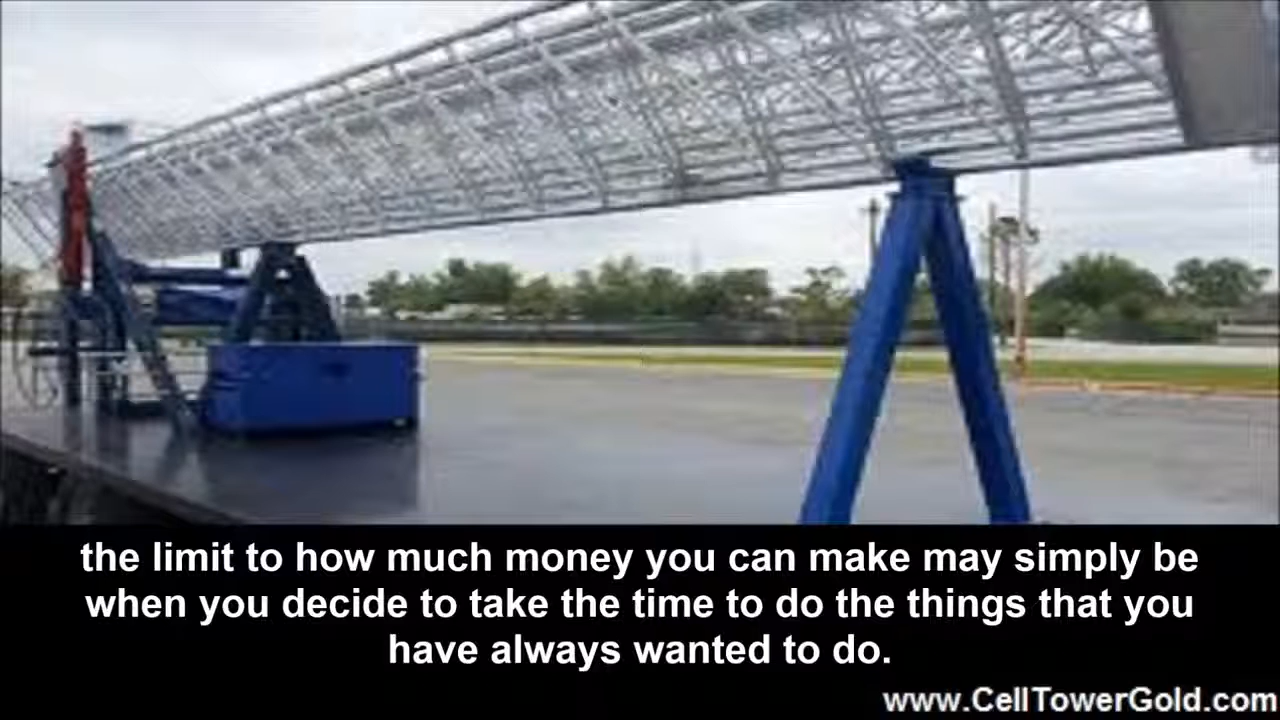 the limit to how much money you can make may simply be
when you decide to take the time to do the things that you
have always wanted to do.
www.CellTowerGold.com